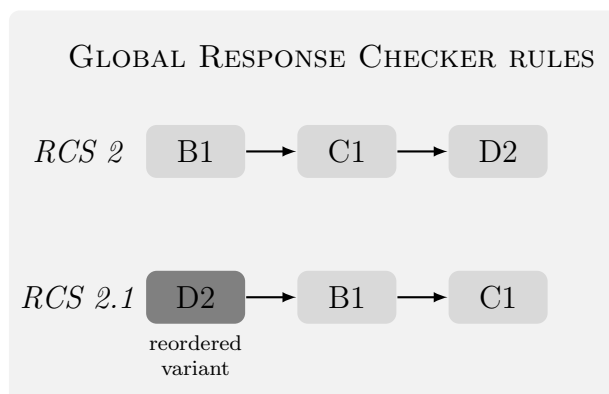 GLOBAL RESPONSE CHECKER RULES
RCS 2 B1 C1 D2
RCS 2.1 D2 B1 C1
reordered
variant